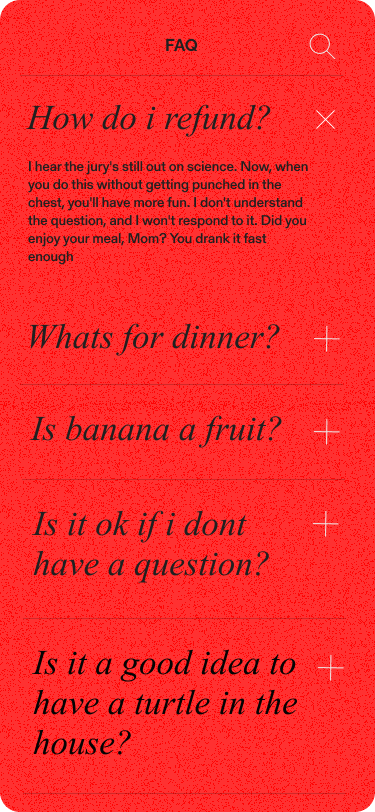 FAQ
How do i refund?
I hear the jury's still out on science. Now, when
you do this without getting punched in the
chest, you'll have more fun. I don't understand
the question, and I won't respond to it. Did you
enjoy your meal, Mom? You drank it fast
enough
Whats for dinner?
Is banana a fruit?
Is it ok if i dont
have a question?
Is it a good idea to
have a turtle in the
house?